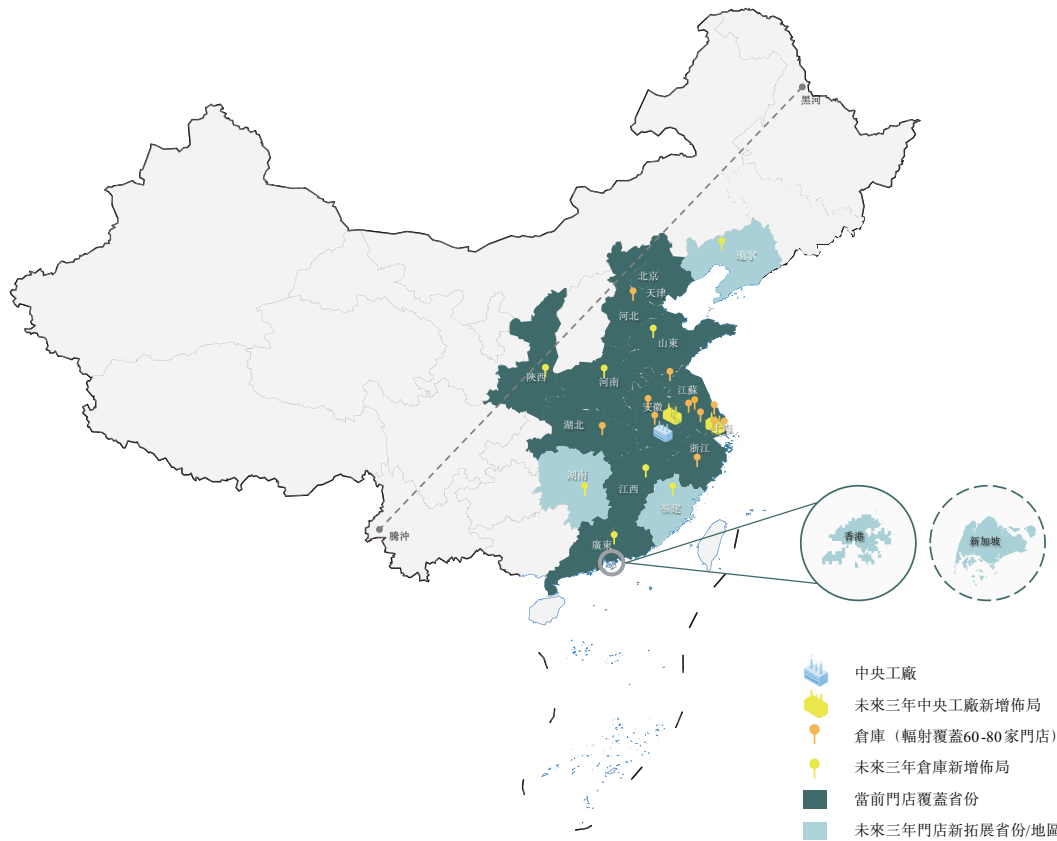 黑河
遼寧
北京
天津
河北
山東
陝西
河南
江蘇
安徽
上海
湖北
浙江
湖南
江西
福建
廣東
騰沖
香港
新加坡
中央工廠
未來三年中央工廠新增佈局
倉庫（輻射覆蓋60-80家門店）
未來三年倉庫新增佈局
當前門店覆蓋省份
未來三年門店新拓展省份/地區